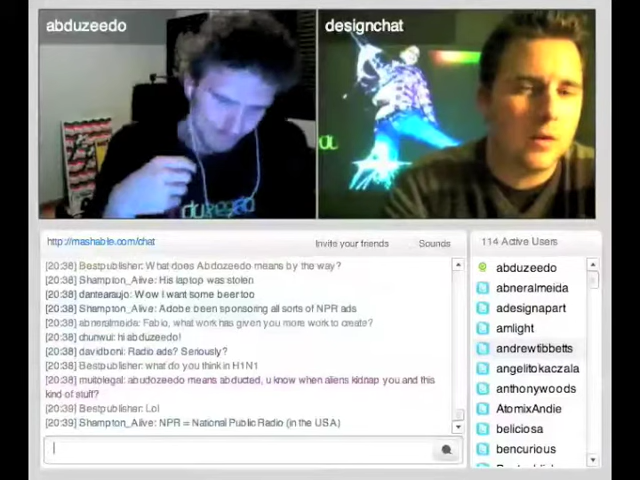 abduzeedo
designchat
duzeedo
http://mashable.com/chat
Invite your friends
Sounds
114 Active Users
[20:38] Bestpublisher: What does Abdozeedo means by the way?
[20:38] Shampton_Alive: His laptop was stolen
[20:38] dantearaujo: Wow I want some beer too
[20:38] Shampton_Alive: Adobe been sponsoring all sorts of NPR ads
[20:38] abneralmeida: Fabio, what work has given you more work to create?
[20:38] chunwui: hi abduzeedo!
[20:38] davidboni: Radio ads? Seriously?
[20:38] Bestpublisher: what do you think in H1N1
[20:38] multolegal: abudozeedo means abducted, u know when aliens kidnap you and this
kind of stuff?
[20:39] Bestpublisher: Lol
[20:39] Shampton_Alive: NPR = National Public Radio (in the USA)
abduzeedo
abneralmeida
adesignapart
amlight
andrewtibbetts
angelitokaczala
anthonywoods
AtomixAndie
beliciosa
bencurious